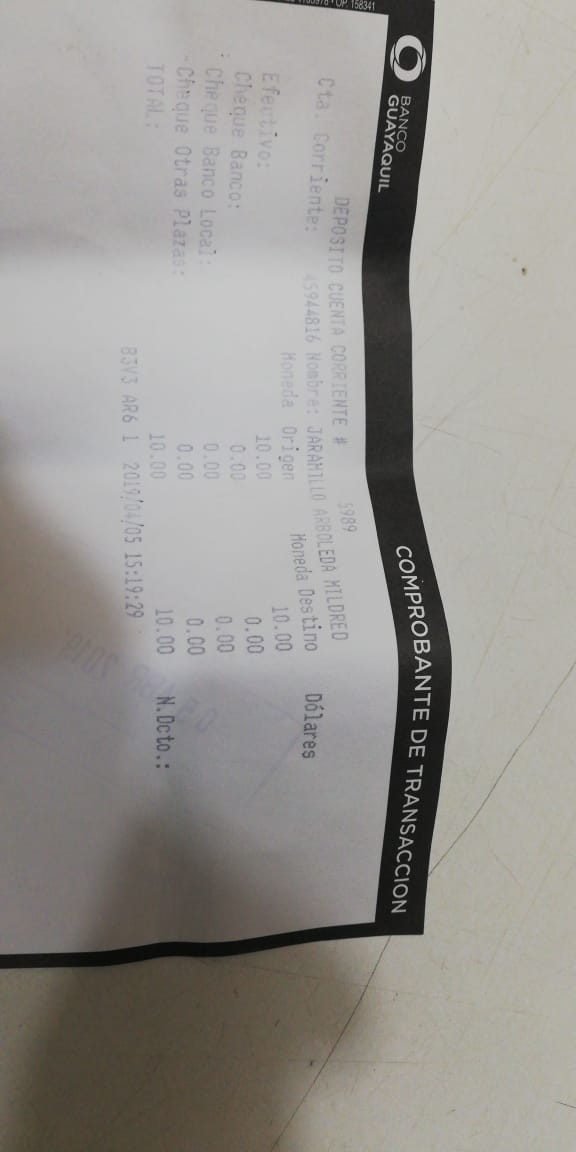 BANCO
GUAYAQUIL
COMPROBANTE DE TRANSACCION
DEPOSITO CUENTA CORRIENTE # 5989
Cta. Corriente: 45944816 Nombre: JARAMILLO ARBOLEDA MILDRED
Moneda Origen Moneda Destino Dólares
Efectivo: 10.00 10.00
Cheque Banco: 0.00 0.00
Cheque Banco Local: 0.00 0.00
Cheque Otras Plazas: 0.00 0.00
TOTAL: 10.00 10.00 N.Dcto.:
B3V3 AR6 1 2019/04/05 15:19:29